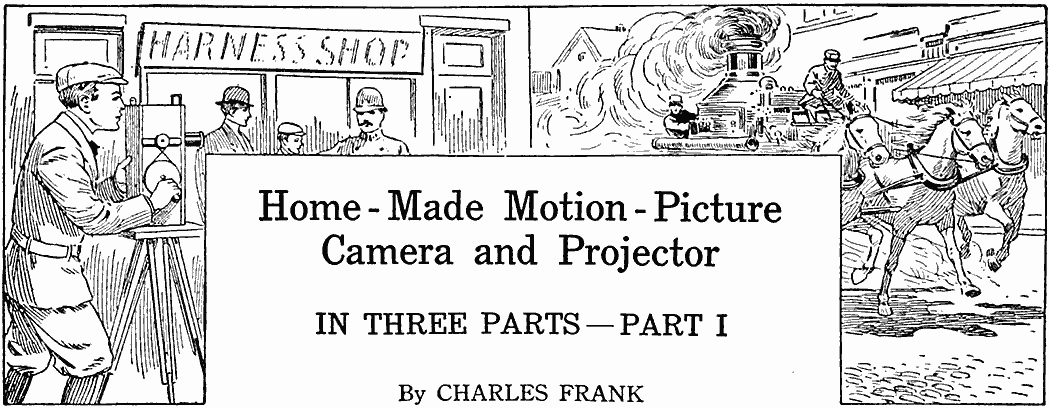 HARNESS SHOP
Home-Made Motion-Picture
Camera and Projector
IN THREE PARTS—PART I
By CHARLES FRANK